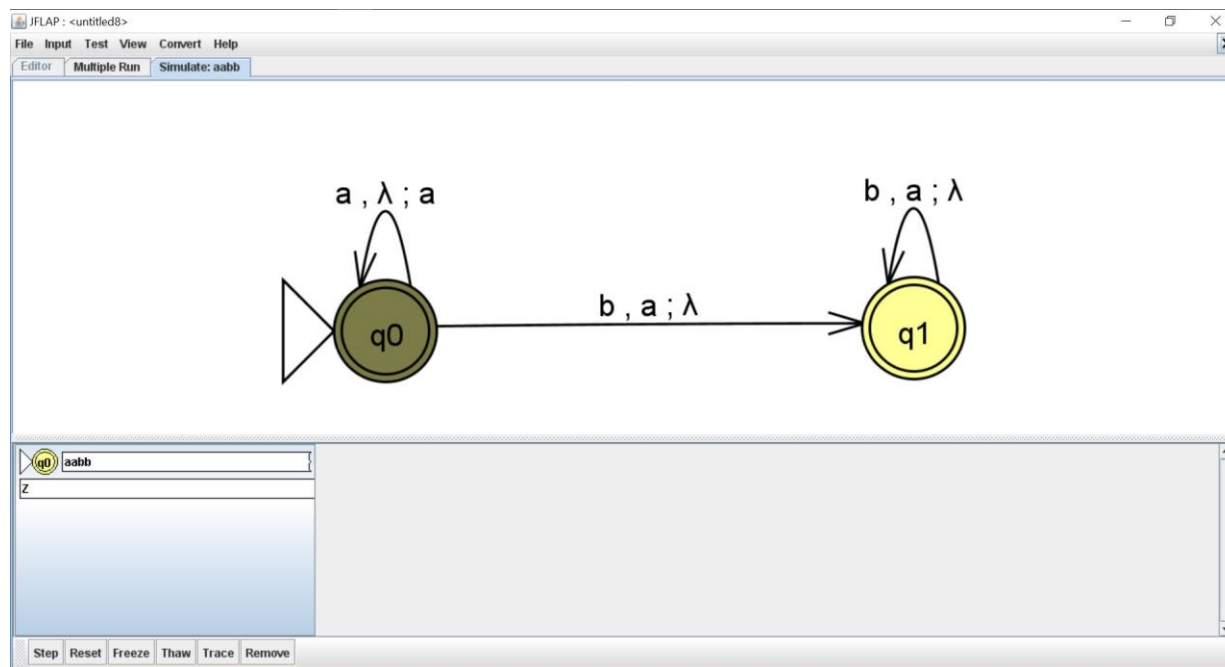 JFLAP : <untitled8>
File Input Test View Convert Help
Editor Multiple Run Simulate: aabb
a , λ ; a
b , a ; λ
b , a ; λ
q0
q1
q0 aabb
Z
Step Reset Freeze Thaw Trace Remove